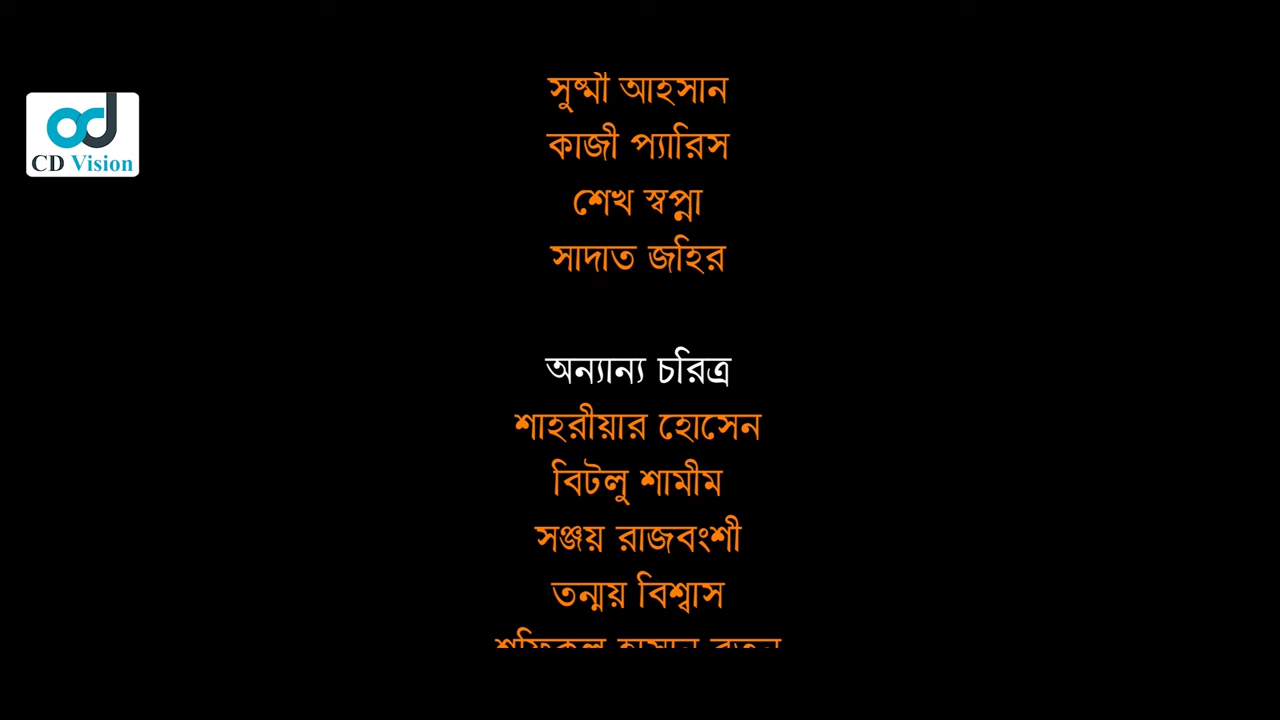 CD Vision
সুষ্মী আহসান
কাজী প্যারিস
শেখ স্বপ্না
সাদাত জহির
অন্যান্য চরিত্র
শাহরীয়ার হোসেন
বিটলু শামীম
সঞ্জয় রাজবংশী
তন্ময় বিশ্বাস